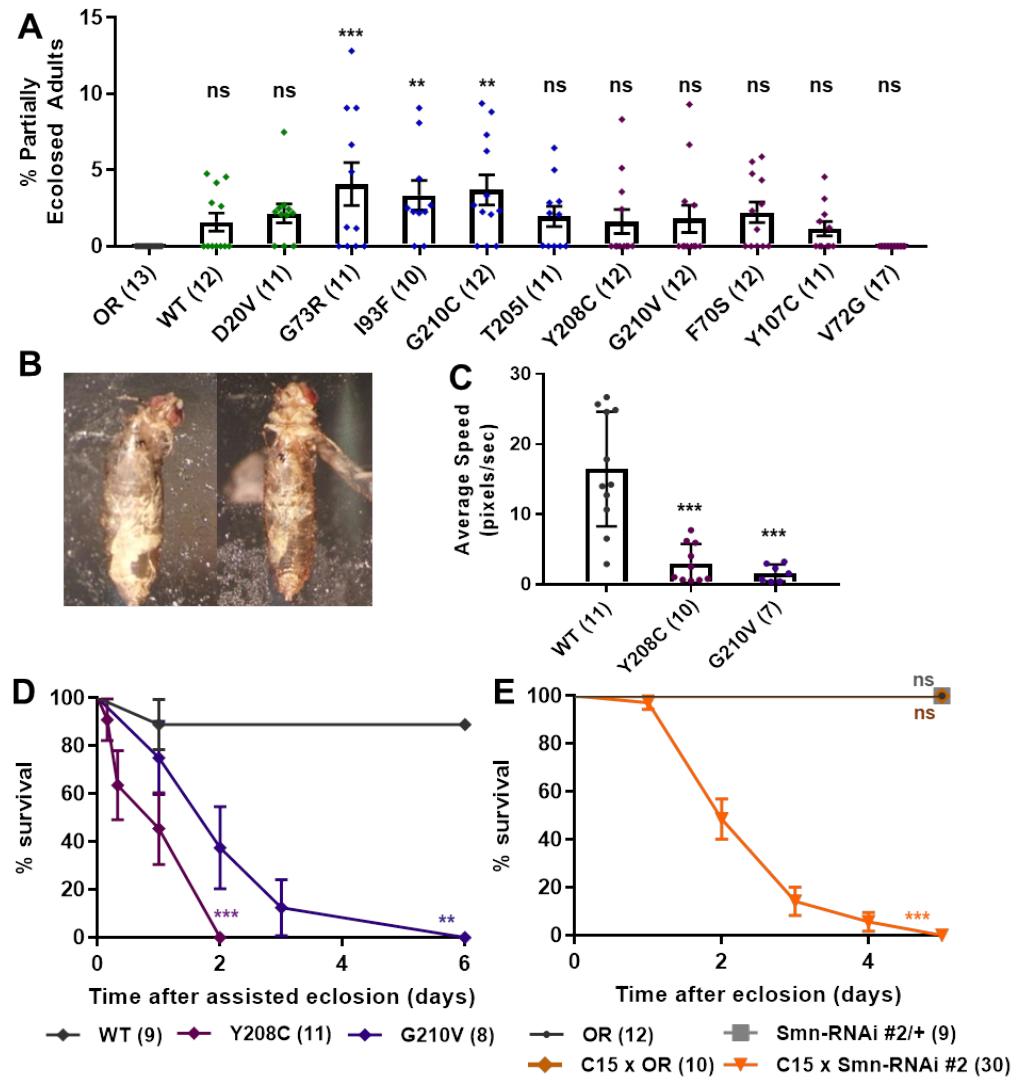 A
% Partially
Ecolosed Adults
15
10
5
0
ns
ns
***
**
**
ns
ns
ns
ns
ns
ns
OR (13)
WT (12)
D20V (11)
G73R (11)
I93F (10)
G210C (12)
T205I (11)
Y208C (12)
G210V (12)
F70S (12)
Y107C (11)
V72G (17)
B
C
Average Speed
(pixels/sec)
30
20
10
0
***
***
WT (11)
Y208C (10)
G210V (7)
D
% survival
100
80
60
40
20
0
***
**
0
2
4
6
Time after assisted eclosion (days)
WT (9)
Y208C (11)
G210V (8)
E
% survival
100
80
60
40
20
0
ns
ns
***
0
2
4
Time after eclosion (days)
OR (12)
Smn-RNAi #2/+ (9)
C15 x OR (10)
C15 x Smn-RNAi #2 (30)